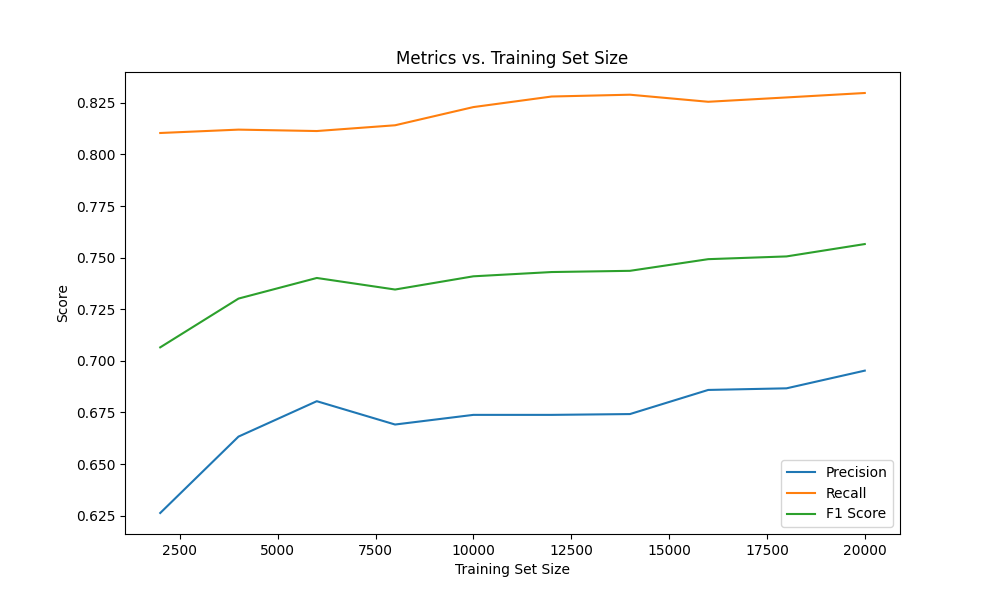 Metrics vs. Training Set Size
Score
0.825
0.800
0.775
0.750
0.725
0.700
0.675
0.650
0.625
Precision
Recall
F1 Score
2500 5000 7500 10000 12500 15000 17500 20000
Training Set Size